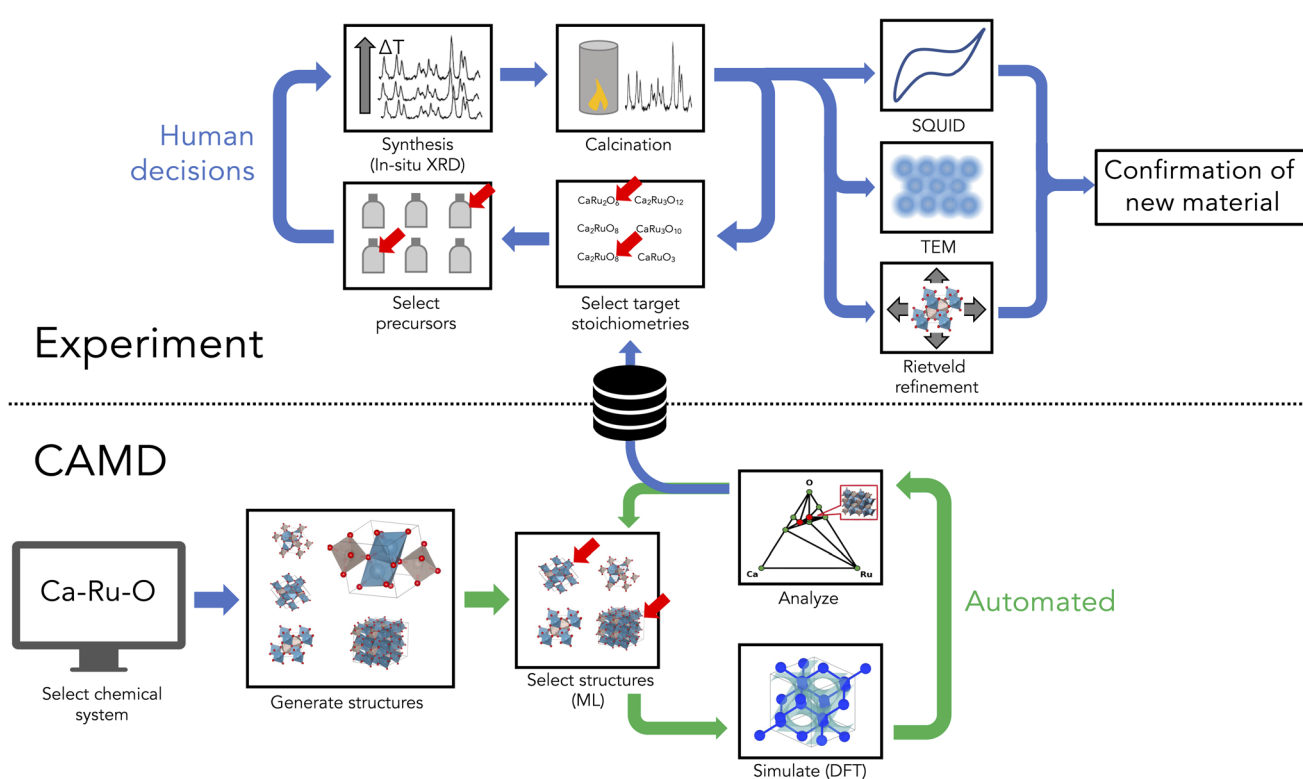 ΔT
Synthesis
(In-situ XRD)
Calcination
SQUID
Human
decisions
TEM
Confirmation of
new material
CaRu₂O₆ Ca₂Ru₃O₁₂
Ca₂RuO₈ CaRu₃O₁₀
Ca₂RuO₈ CaRuO₃
Select
precursors
Select target
stoichiometries
Rietveld
refinement
Experiment
CAMD
Ca-Ru-O
Select chemical
system
Generate structures
Select structures
(ML)
O
Ca
Ru
Analyze
Automated
Simulate (DFT)